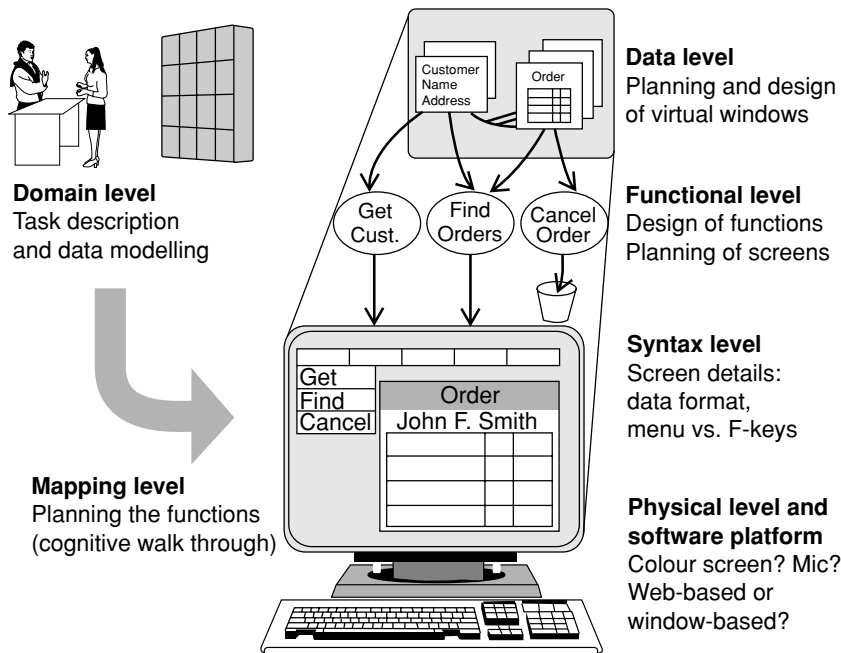 Customer
Name
Address
Order
Data level
Planning and design
of virtual windows
Domain level
Task description
and data modelling
Get
Cust.
Find
Orders
Cancel
Order
Functional level
Design of functions
Planning of screens
Get
Find
Cancel
Order
John F. Smith
Syntax level
Screen details:
data format,
menu vs. F-keys
Mapping level
Planning the functions
(cognitive walk through)
Physical level and
software platform
Colour screen? Mic?
Web-based or
window-based?